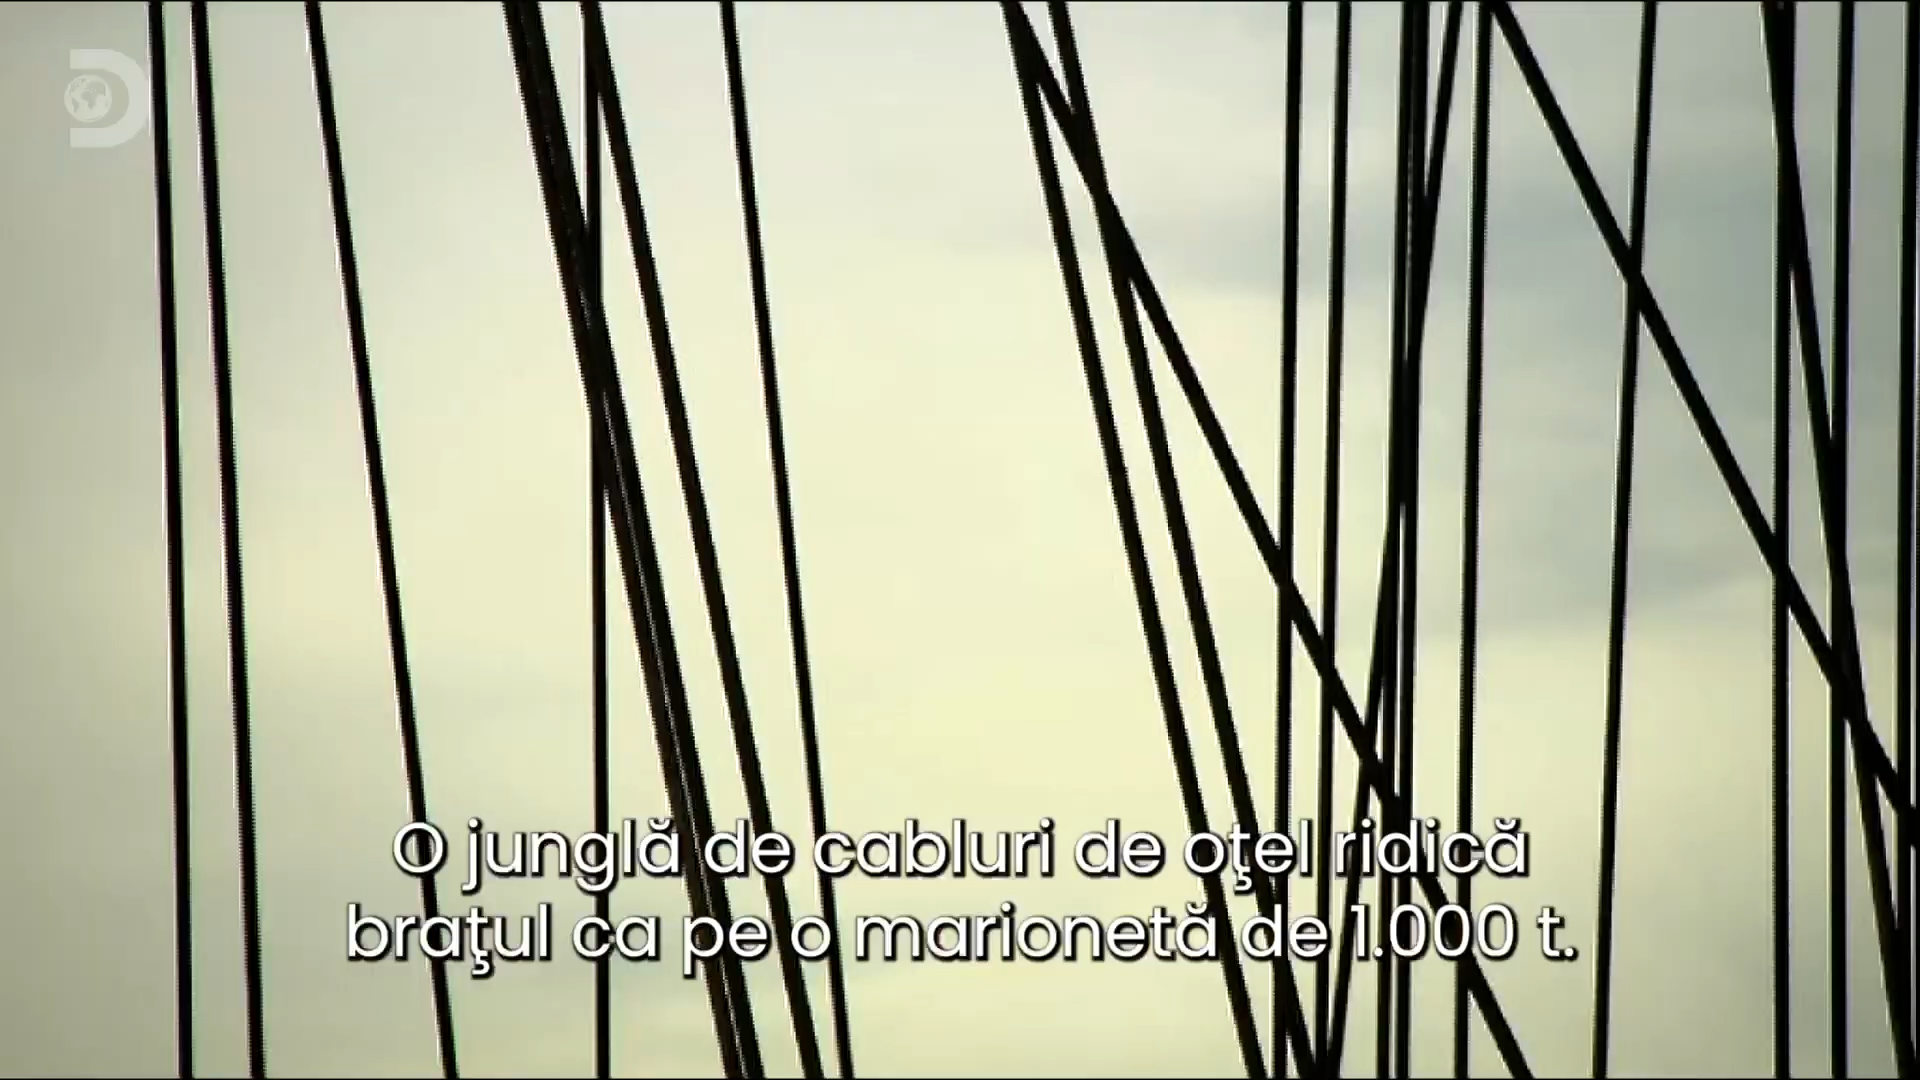 O junglă de cabluri de oţel ridică
braţul ca pe o marionetă de 1.000 t.